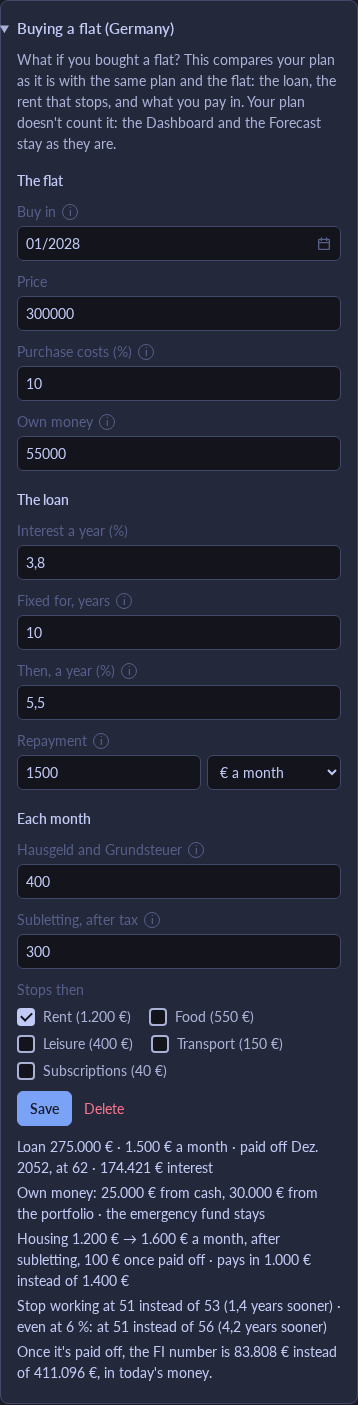 Buying a flat (Germany)
What if you bought a flat? This compares your plan
as it is with the same plan and the flat: the loan, the
rent that stops, and what you pay in. Your plan
doesn't count it: the Dashboard and the Forecast
stay as they are.
The flat
Buy in
01/2028
Price
300000
Purchase costs (%)
10
Own money
55000
The loan
Interest a year (%)
3,8
Fixed for, years
10
Then, a year (%)
5,5
Repayment
1500 € a month
Each month
Hausgeld and Grundsteuer
400
Subletting, after tax
300
Stops then
Rent (1.200 €) Food (550 €)
Leisure (400 €) Transport (150 €)
Subscriptions (40 €)
Save Delete
Loan 275.000 € · 1.500 € a month · paid off Dez.
2052, at 62 · 174.421 € interest
Own money: 25.000 € from cash, 30.000 € from
the portfolio · the emergency fund stays
Housing 1.200 € → 1.600 € a month, after
subletting, 100 € once paid off · pays in 1.000 €
instead of 1.400 €
Stop working at 51 instead of 53 (1,4 years sooner) ·
even at 6 %: at 51 instead of 56 (4,2 years sooner)
Once it's paid off, the FI number is 83.808 € instead
of 411.096 €, in today's money.